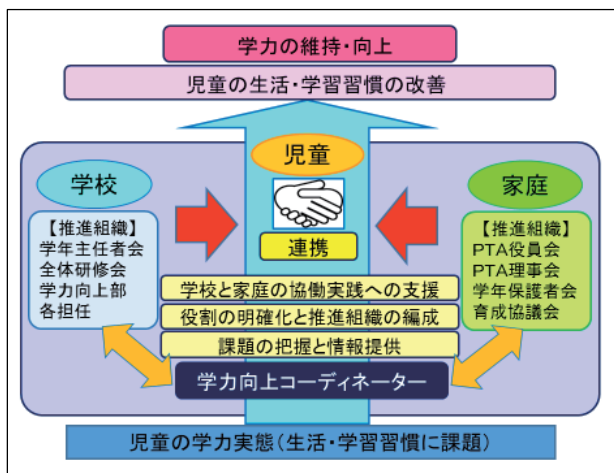 学力の維持・向上
児童の生活・学習習慣の改善
児童
学校
家庭
【推進組織】
学年主任者会
全体研修会
学力向上部
各担任
連携
【推進組織】
PTA役員会
PTA理事会
学年保護者会
育成協議会
学校と家庭の協働実践への支援
役割の明確化と推進組織の編成
課題の把握と情報提供
学力向上コーディネーター
児童の学力実態(生活・学習習慣に課題)